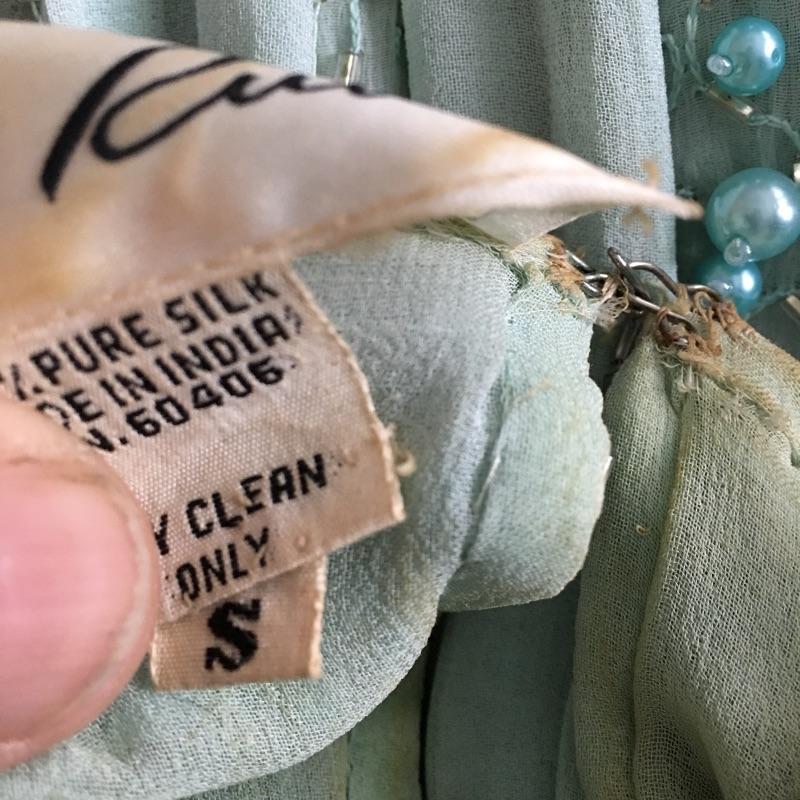 %PURE SILK
DE IN INDIA
N.60406
Y CLEAN
ONLY
S